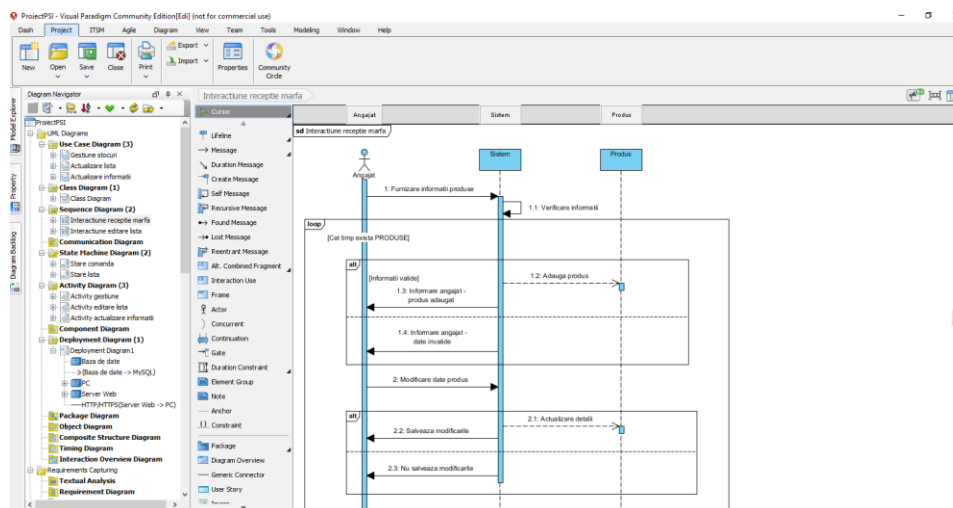 ProiectPSI - Visual Paradigm Community Edition[Edi] (not for commercial use)
Dash Project ITSM Agile Diagram View Team Tools Modeling Window Help
New Open Save Close Print
Export
Import
Properties
Community Circle
Diagram Navigator
Model Explorer
Property
Diagram Backlog
ProiectPSI
UML Diagrams
Use Case Diagram (3)
Gestiune stocuri
Actualizare lista
Actualizare informatii
Class Diagram (1)
Class Diagram
Sequence Diagram (2)
Interactiune receptie marfa
Interactiune editare lista
Communication Diagram
State Machine Diagram (2)
Stare comanda
Stare lista
Activity Diagram (3)
Activity gestiune
Activity editare lista
Activity actualizare informatii
Component Diagram
Deployment Diagram (1)
Deployment Diagram1
Baza de date
(Baza de date -> MySQL)
PC
Server Web
HTTP/HTTPS(Server Web -> PC)
Package Diagram
Object Diagram
Composite Structure Diagram
Timing Diagram
Interaction Overview Diagram
Requirements Capturing
Textual Analysis
Requirement Diagram
Interactiune receptie marfa
Cursor
Lifeline
Message
Duration Message
Create Message
Self Message
Recursive Message
Found Message
Lost Message
Reentrant Message
Alt. Combined Fragment
Interaction Use
Frame
Actor
Concurrent
Continuation
Gate
Duration Constraint
Element Group
Note
Anchor
Constraint
Package
Diagram Overview
Generic Connector
User Story
Angajat Sistem Produs
sd Interactiune receptie marfa
Angajat
Sistem
Produs
1: Furnizare informatii produse
1.1: Verificare informatii
loop
[Cat timp exista PRODUSE]
alt
[Informatii valide]
1.2: Adauga produs
1.3: Informare angajat -
produs adaugat
1.4: Informare angajat -
date invalide
2: Modificare date produs
alt
2.1: Actualizare detalii
2.2: Salveaza modificarile
2.3: Nu salveaza modificarile